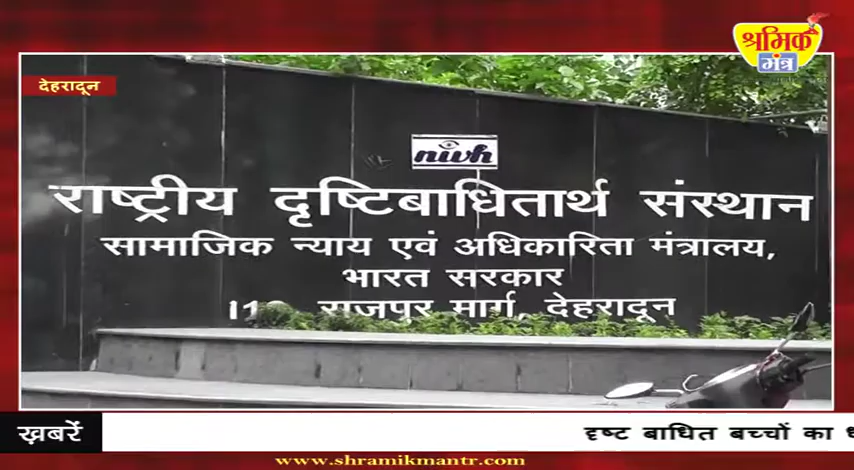 श्रमिक
मंत्र
देहरादून
nivh
राष्ट्रीय दृष्टिबाधितार्थ संस्थान
सामाजिक न्याय एवं अधिकारिता मंत्रालय,
भारत सरकार
राजपुर मार्ग, देहरादून
ख़बरें
दृष्ट बाधित बच्चों का
www.shramikmantr.com